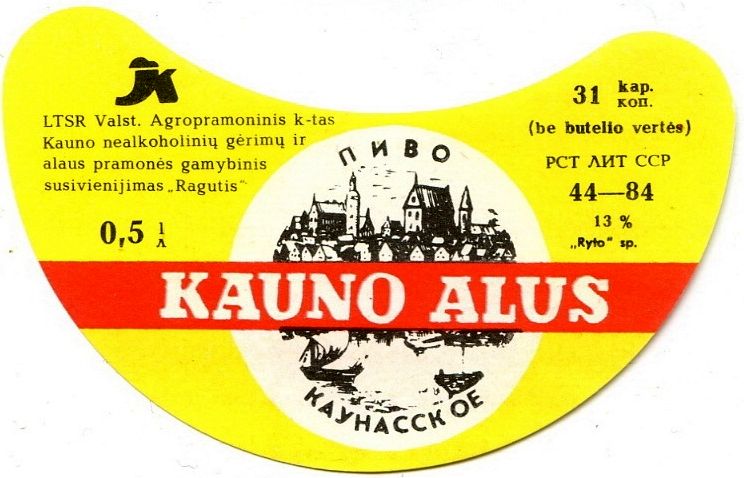 JK
LTSR Valst. Agropramoninis k-tas
Kauno nealkoholinių gėrimų ir
alaus pramonės gamybinis
susivienijimas „Ragutis“
0,5 l
л
31 kap.
коп.
(be butelio vertės)
РСТ ЛИТ ССР
44—84
13 %
„Ryto“ sp.
ПИВО
KAUNO ALUS
КАУНАССКОЕ